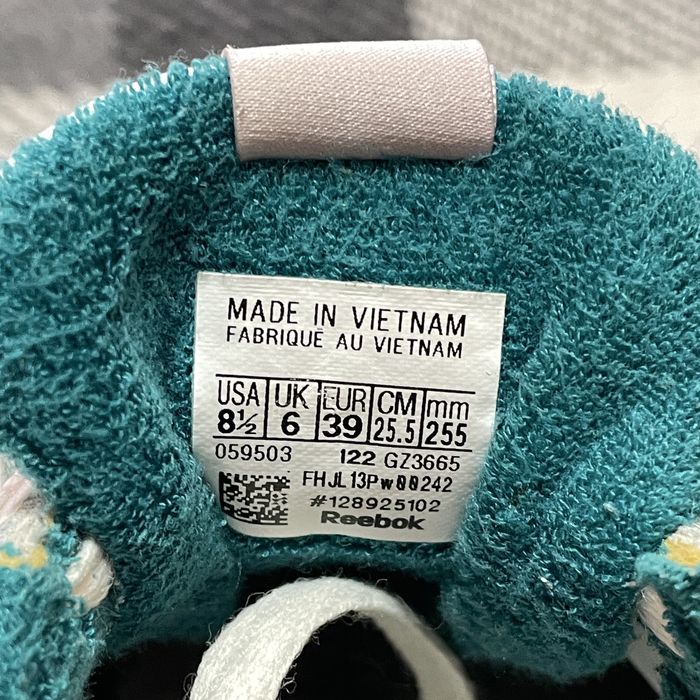 MADE IN VIETNAM
FABRIQUÉ AU VIETNAM
USA UK EUR CM mm
8½ 6 39 25.5 255
059503 122 GZ3665
FHJL13Pw00242
#128925102
Reebok